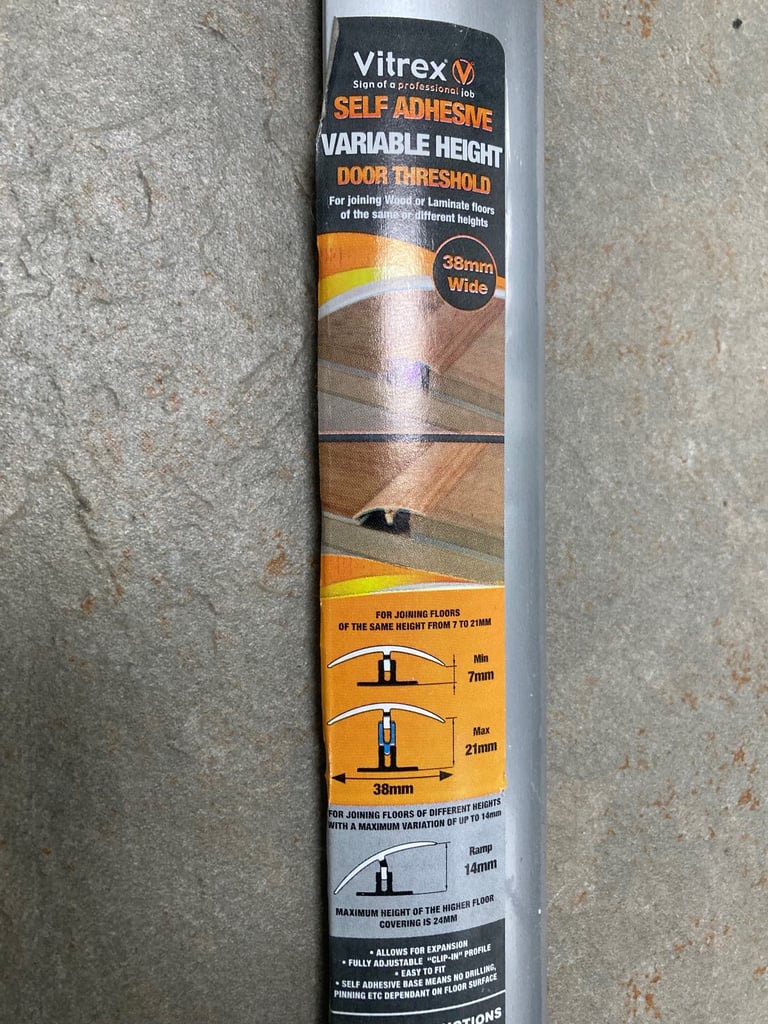 Vitrex
Sign of a professional job
SELF ADHESIVE
VARIABLE HEIGHT
DOOR THRESHOLD
For joining Wood or Laminate floors
of the same or different heights
38mm
Wide
FOR JOINING FLOORS
OF THE SAME HEIGHT FROM 7 TO 21MM
Min
7mm
Max
21mm
38mm
FOR JOINING FLOORS OF DIFFERENT HEIGHTS
WITH A MAXIMUM VARIATION OF UP TO 14mm
Ramp
14mm
MAXIMUM HEIGHT OF THE HIGHER FLOOR
COVERING IS 24MM
• ALLOWS FOR EXPANSION
• FULLY ADJUSTABLE "CLIP-IN" PROFILE
• EASY TO FIT
• SELF ADHESIVE BASE MEANS NO DRILLING,
PINNING ETC DEPENDANT ON FLOOR SURFACE